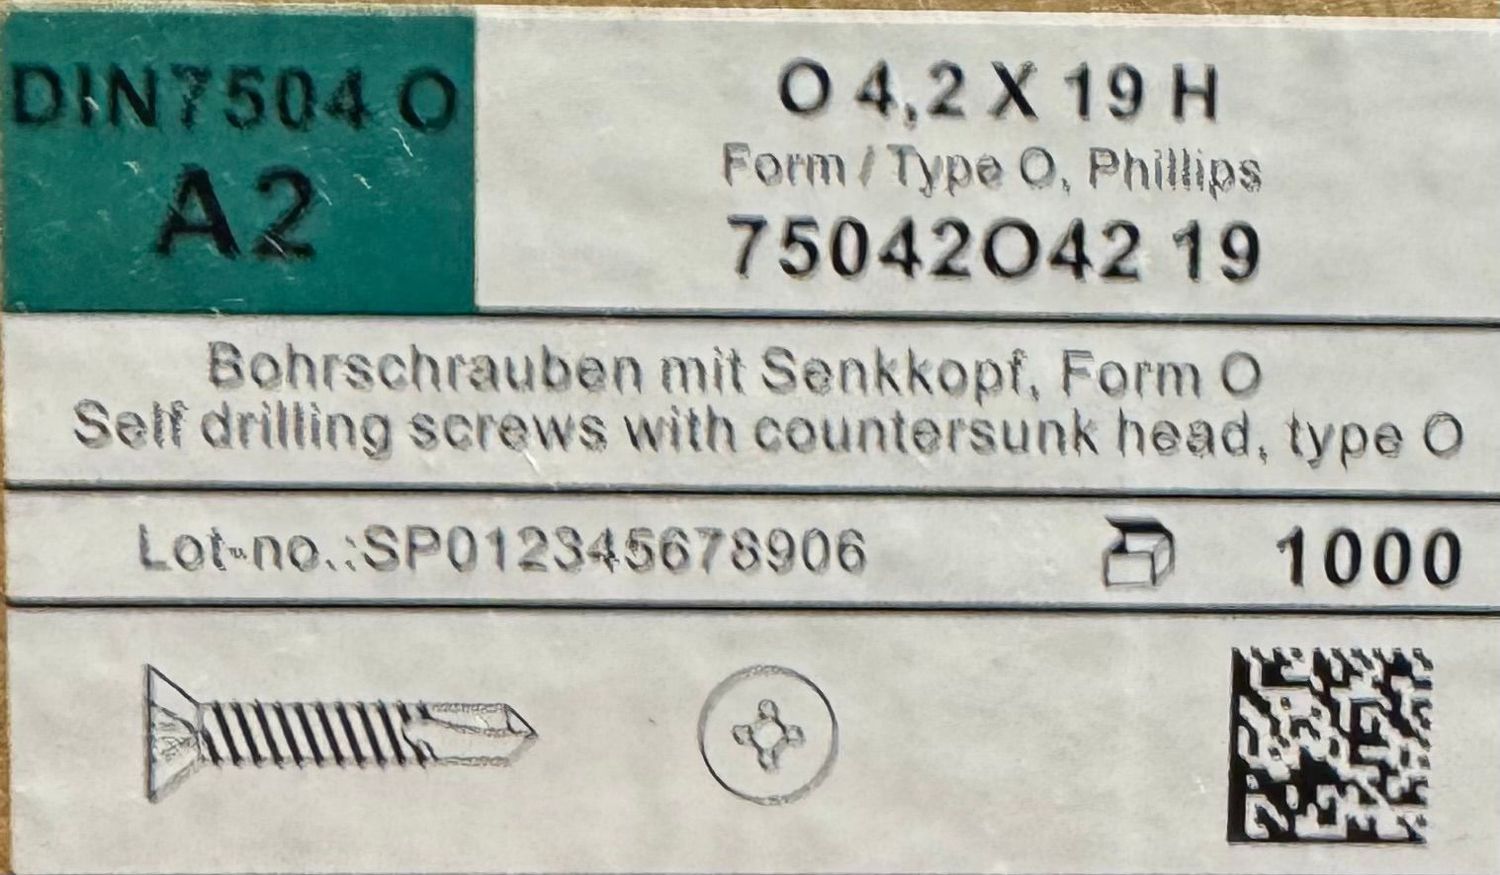 DIN7504 O
A2
O 4,2 X 19 H
Form / Type O, Phillips
75042O42 19
Bohrschrauben mit Senkkopf, Form O
Self drilling screws with countersunk head, type O
Lot-no.:SP012345678906
1000